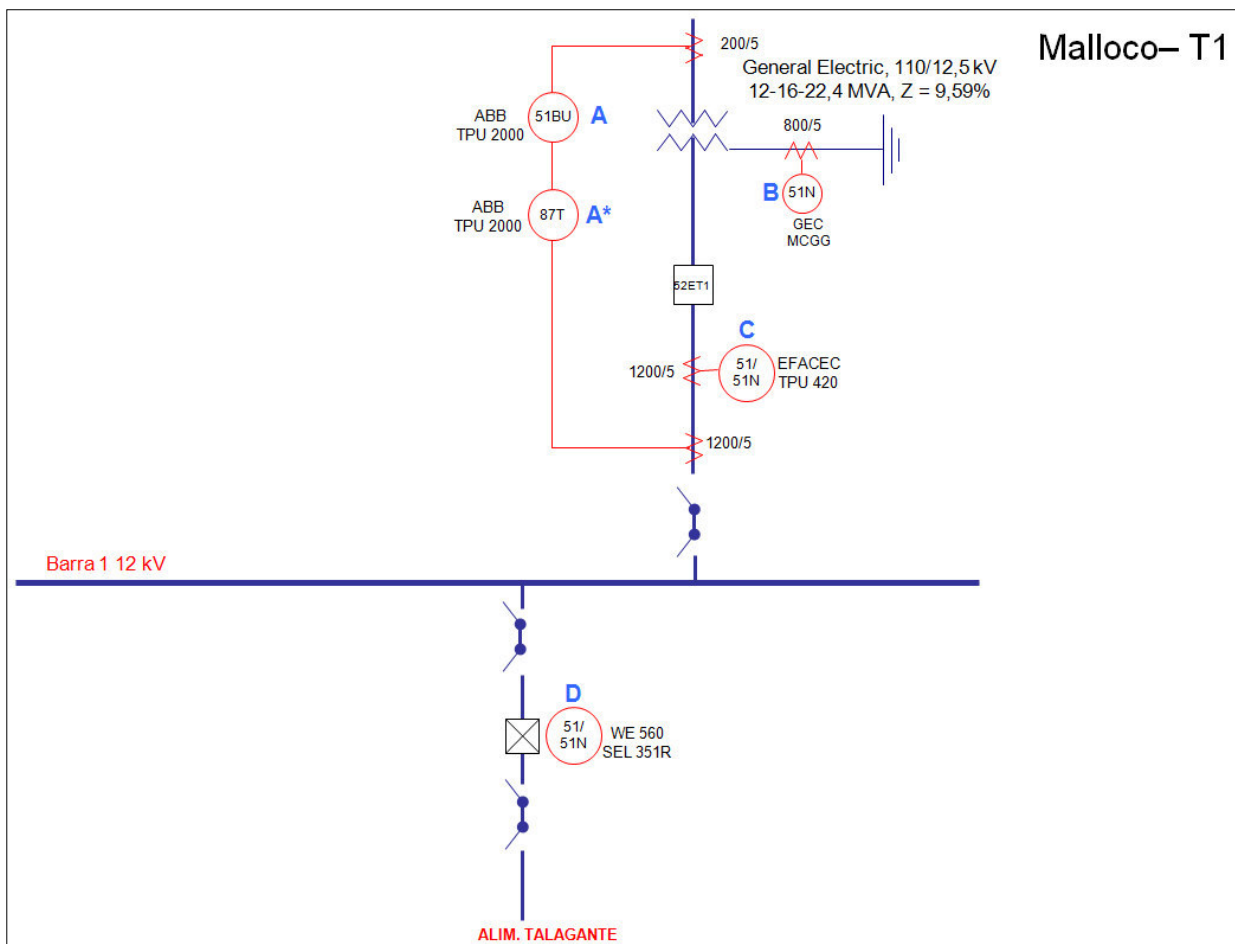 Malloco– T1
200/5
General Electric, 110/12,5 kV
12-16-22,4 MVA, Z = 9,59%
ABB
TPU 2000
51BU
A
800/5
B
51N
GEC
MCGG
ABB
TPU 2000
87T
A*
52ET1
C
1200/5
51/
51N
EFACEC
TPU 420
1200/5
Barra 1 12 kV
D
51/
51N
WE 560
SEL 351R
ALIM. TALAGANTE